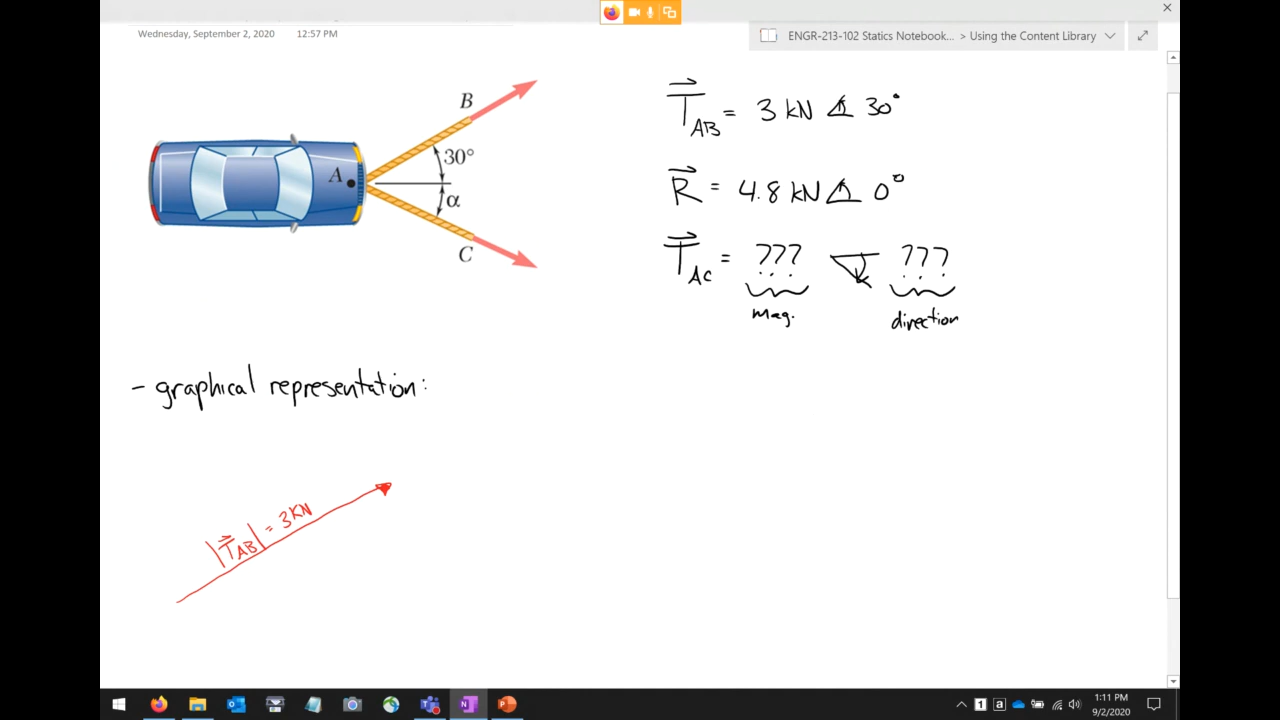 Wednesday, September 2, 2020 12:57 PM
ENGR-213-102 Statics Notebook... > Using the Content Library
B
30°
A
α
C
T⃗AB = 3 kN ∡ 30°
R⃗ = 4.8 kN ∡ 0°
T⃗AC = ??? ∡ ???
mag. direction
- graphical representation:
|T⃗AB| = 3KN
1:11 PM
9/2/2020